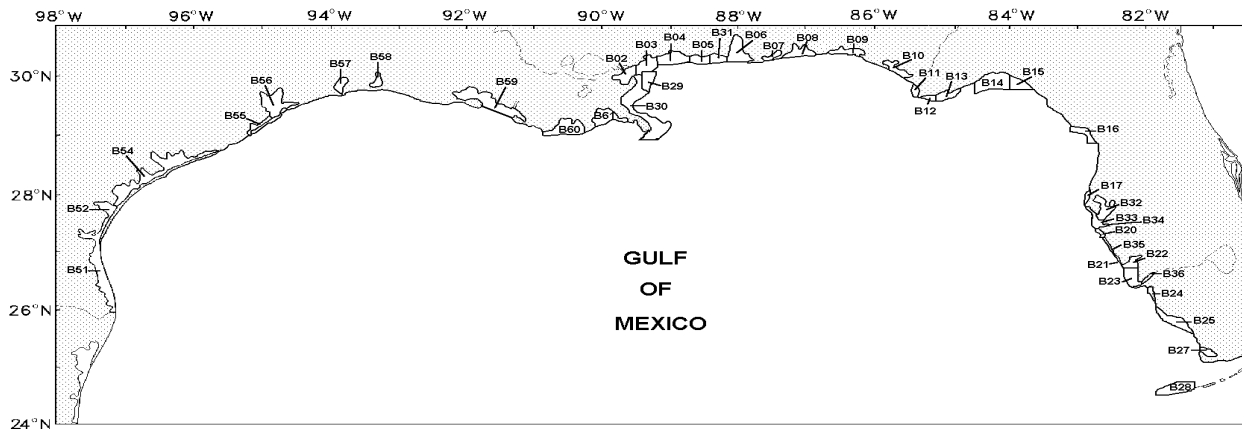 98°W 96°W 94°W 92°W 90°W 88°W 86°W 84°W 82°W
30°N
28°N
26°N
24°N
B58
B57
B56
B55
B54
B52
B51
B59
B60
B61
B02
B03
B04
B05
B31
B06
B07
B08
B09
B29
B30
B10
B11
B12
B13
B14
B15
B16
B17
B32
B33
B34
B20
B35
B21
B22
B23
B36
B24
B25
B27
B28
GULF
OF
MEXICO